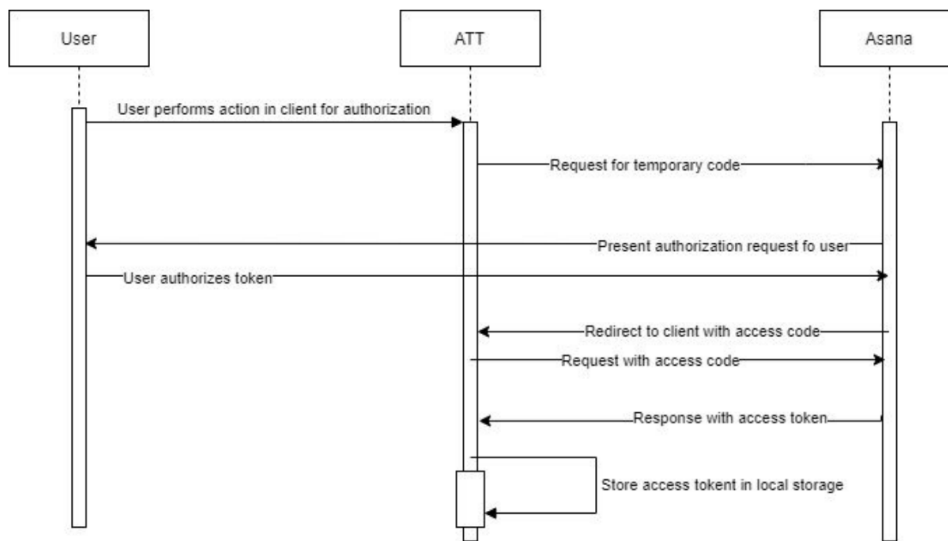 User
ATT
Asana
User performs action in client for authorization
Request for temporary code
Present authorization request fo user
User authorizes token
Redirect to client with access code
Request with access code
Response with access token
Store access tokent in local storage